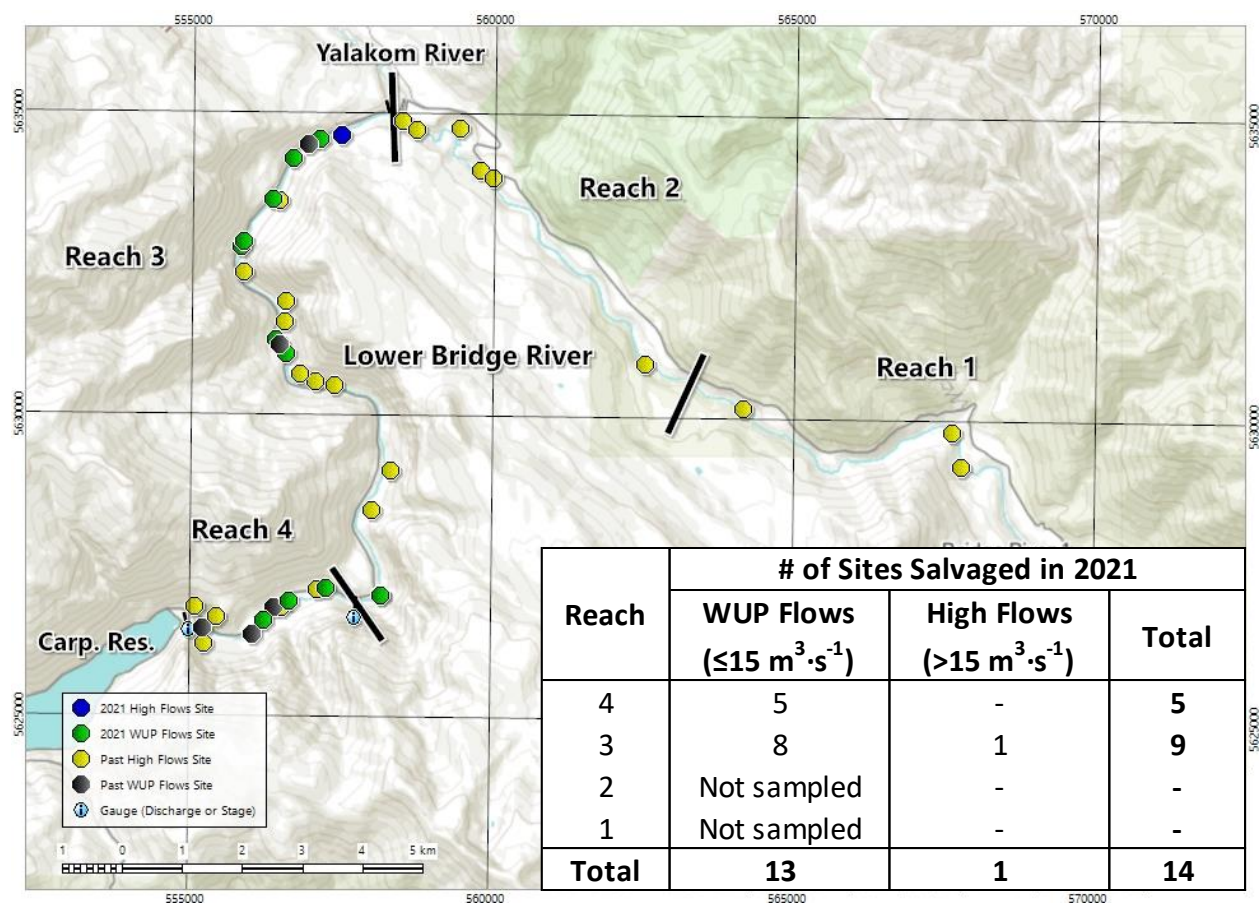 555000 560000 565000 570000
Yalakom River
5635000 5635000
Reach 2
Reach 3
Lower Bridge River
Reach 1
5630000 5630000
Reach 4
Carp. Res.
5625000 5625000
2021 High Flows Site
2021 WUP Flows Site
Past High Flows Site
Past WUP Flows Site
Gauge (Discharge or Stage)
1 0 1 2 3 4 5 km
555000 560000 565000 570000
# of Sites Salvaged in 2021
Reach WUP Flows (≤15 m³·s⁻¹) High Flows (>15 m³·s⁻¹) Total
4 5 - 5
3 8 1 9
2 Not sampled - -
1 Not sampled - -
Total 13 1 14